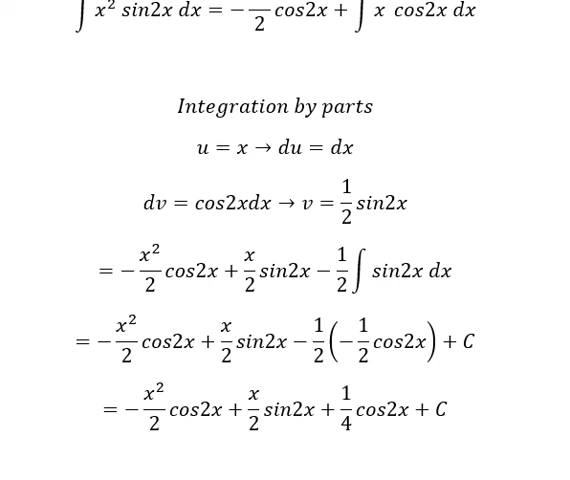 ∫ x² sin2x dx = − — 2 cos2x + ∫ x cos2x dx
Integration by parts
u = x → du = dx
dv = cos2xdx → v = 1/2 sin2x
= − x²/2 cos2x + x/2 sin2x − 1/2 ∫ sin2x dx
= − x²/2 cos2x + x/2 sin2x − 1/2 (− 1/2 cos2x) + C
= − x²/2 cos2x + x/2 sin2x + 1/4 cos2x + C